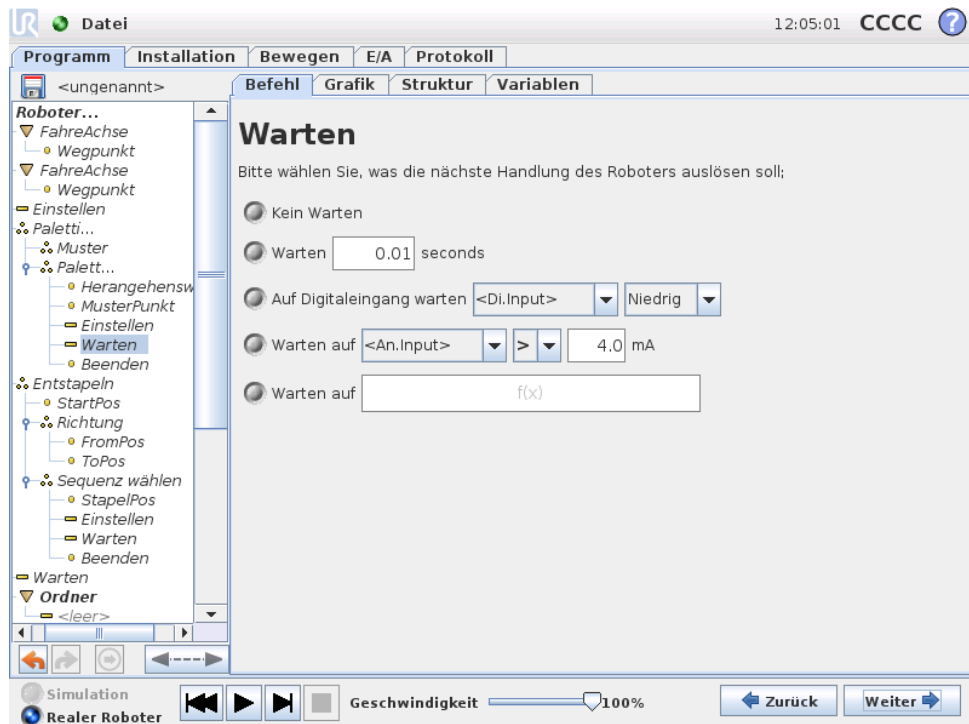 UR Datei 12:05:01 CCCC ?
Programm Installation Bewegen E/A Protokoll
<ungenannt>
Befehl Grafik Struktur Variablen
Roboter...
FahreAchse
Wegpunkt
FahreAchse
Wegpunkt
Einstellen
Paletti...
Muster
Palett...
Herangehensw
MusterPunkt
Einstellen
Warten
Beenden
Entstapeln
StartPos
Richtung
FromPos
ToPos
Sequenz wählen
StapelPos
Einstellen
Warten
Beenden
Warten
Ordner
<leer>
Warten
Bitte wählen Sie, was die nächste Handlung des Roboters auslösen soll;
Kein Warten
Warten 0.01 seconds
Auf Digitaleingang warten <Di.Input> Niedrig
Warten auf <An.Input> > 4.0 mA
Warten auf f(x)
Simulation
Realer Roboter
Geschwindigkeit 100%
Zurück Weiter